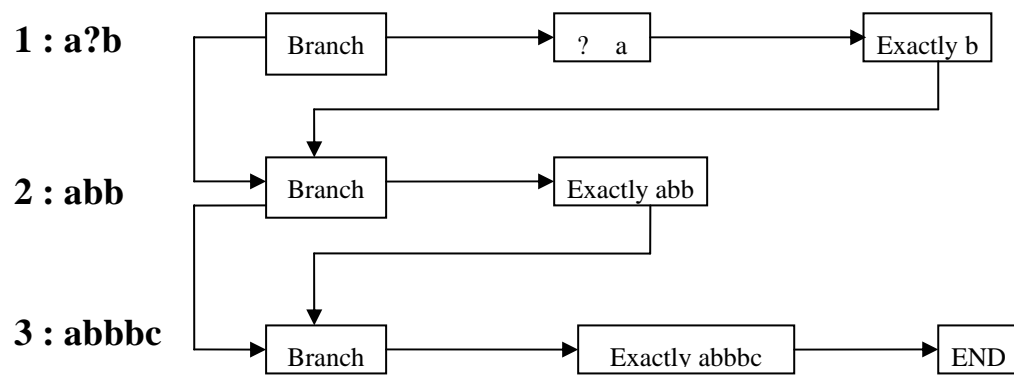 1 : a?b
Branch
? a
Exactly b
2 : abb
Branch
Exactly abb
3 : abbbc
Branch
Exactly abbbc
END